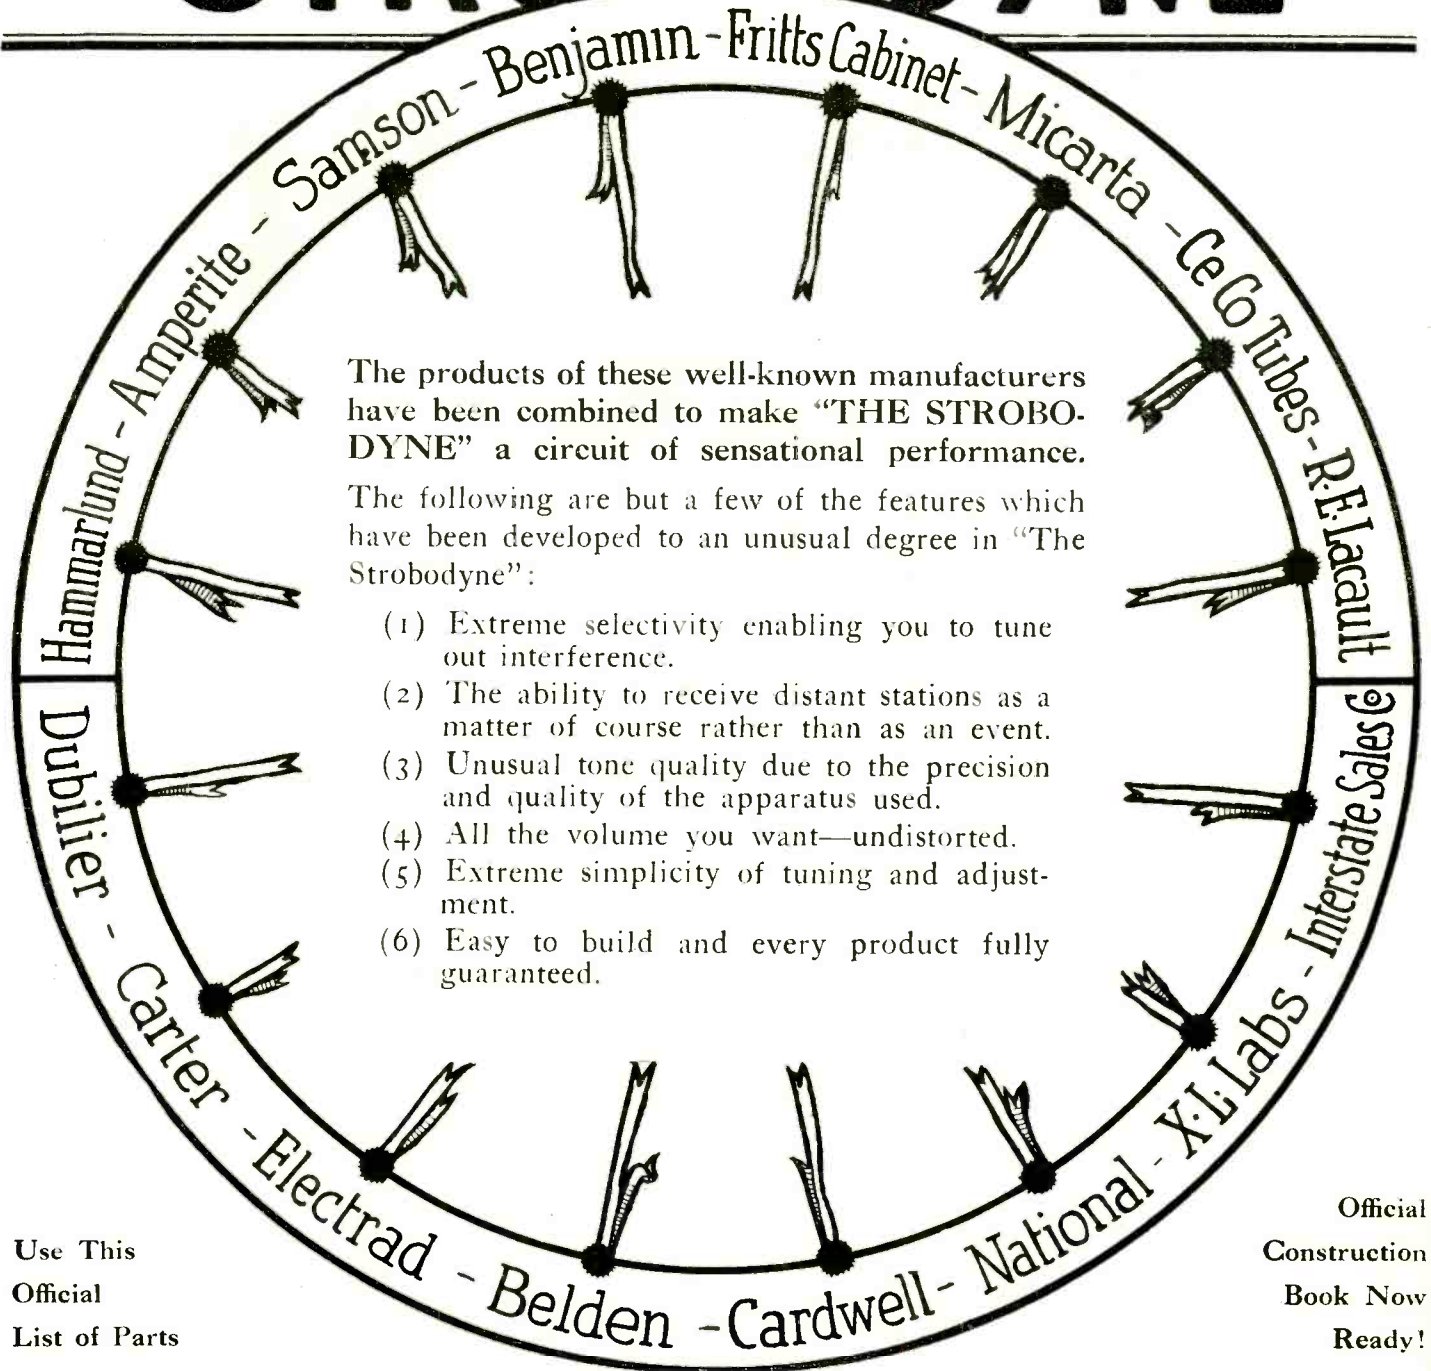 Hammarlund - Amperite - Samson - Benjamin - Fritts Cabinet - Micarta - CeCo Tubes - R.E. Lacault
Dubilier - Carter - Electrad - Belden - Cardwell - National - X.L. Labs - Interstate Sales Co
The products of these well-known manufacturers
have been combined to make "THE STROBO-
DYNE" a circuit of sensational performance.
The following are but a few of the features which
have been developed to an unusual degree in "The
Strobodyne":
(1) Extreme selectivity enabling you to tune
out interference.
(2) The ability to receive distant stations as a
matter of course rather than as an event.
(3) Unusual tone quality due to the precision
and quality of the apparatus used.
(4) All the volume you want—undistorted.
(5) Extreme simplicity of tuning and adjust-
ment.
(6) Easy to build and every product fully
guaranteed.
Use This
Official
List of Parts
Official
Construction
Book Now
Ready!